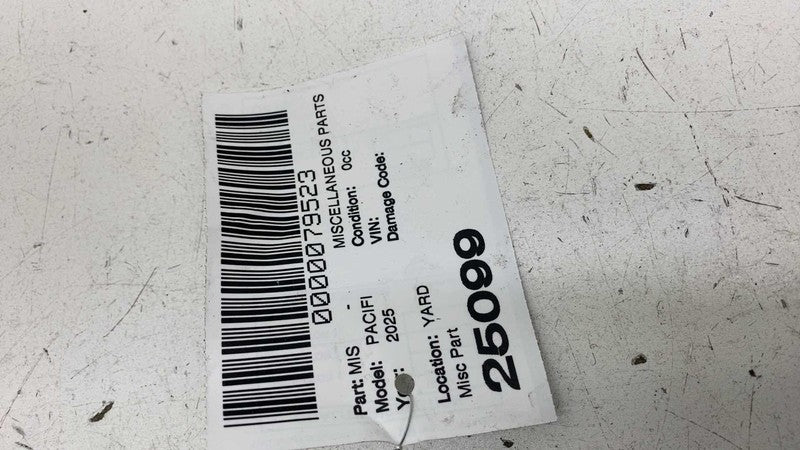 0000079523
Part: MIS - MISCELLANEOUS PARTS
Model: PACIFI Condition: 0cc
2025 VIN:
Damage Code:
Location: YARD
Misc Part
25099